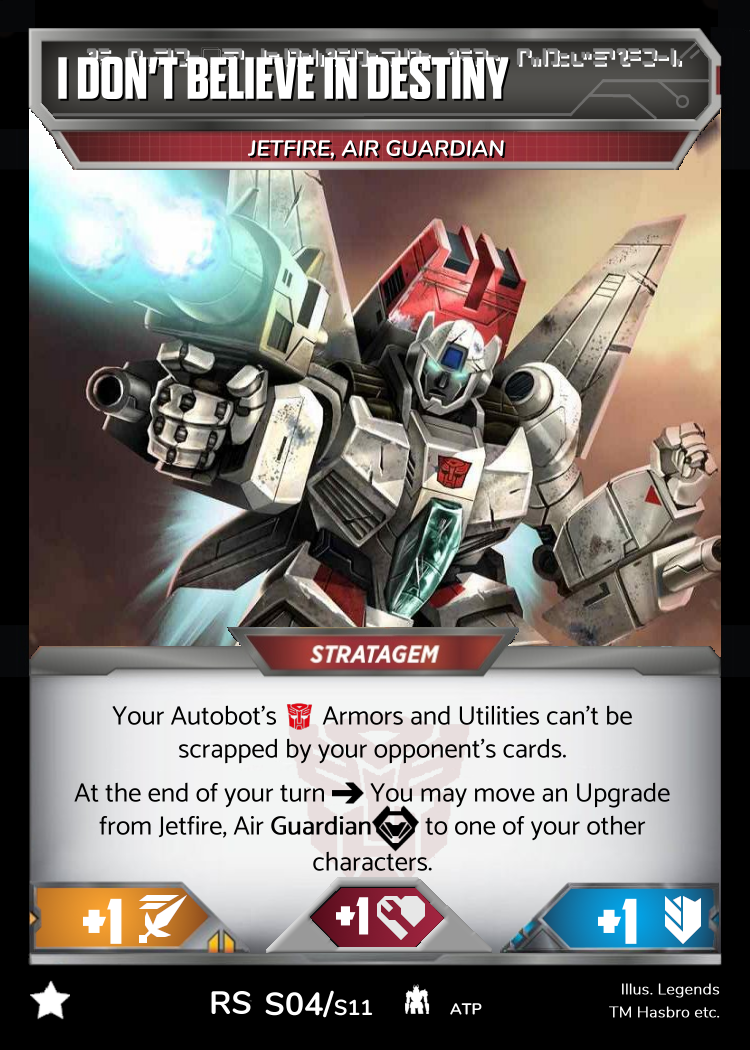 I DON'T BELIEVE IN DESTINY
JETFIRE, AIR GUARDIAN
STRATAGEM
Your Autobot's Armors and Utilities can't be
scrapped by your opponent's cards.
At the end of your turn ➔ You may move an Upgrade
from Jetfire, Air Guardian to one of your other
characters.
+1 +1 +1
RS S04/S11 ATP
Illus. Legends
TM Hasbro etc.